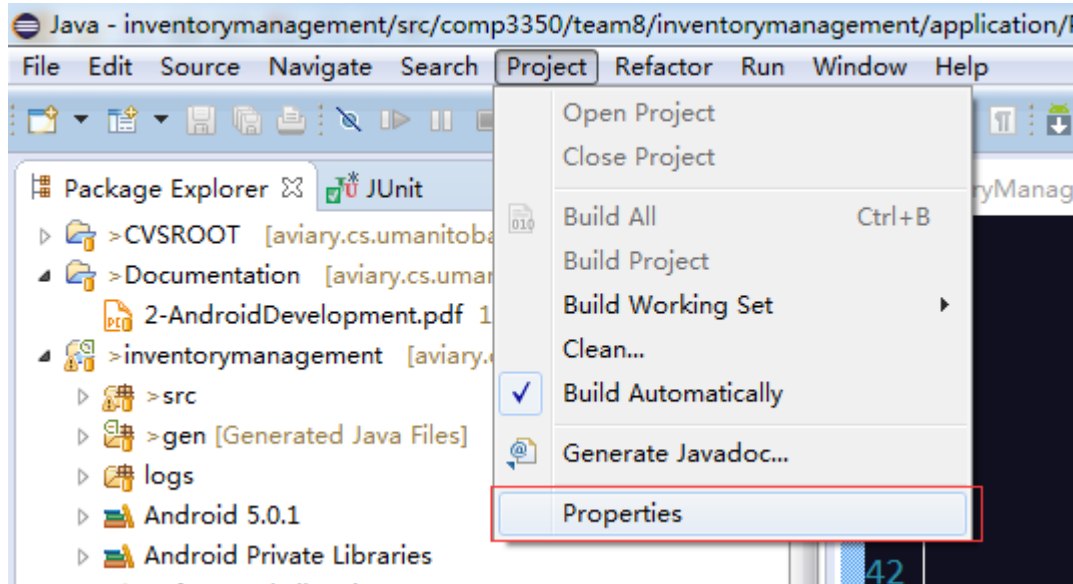 Java - inventorymanagement/src/comp3350/team8/inventorymanagement/application/
File Edit Source Navigate Search Project Refactor Run Window Help
Open Project
Close Project
Package Explorer JUnit
ryManag
Build All Ctrl+B
>CVSROOT [aviary.cs.umanitoba
Build Project
>Documentation [aviary.cs.uman
Build Working Set
2-AndroidDevelopment.pdf 1
Clean...
>inventorymanagement [aviary.
Build Automatically
>src
>gen [Generated Java Files]
Generate Javadoc...
logs
Properties
Android 5.0.1
Android Private Libraries
42